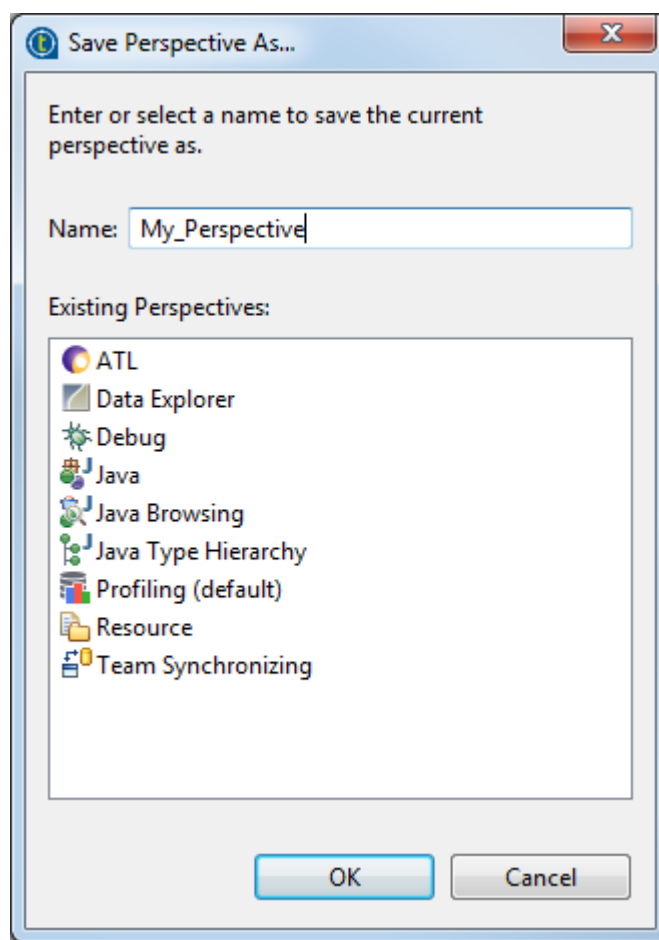 Save Perspective As...
Enter or select a name to save the current
perspective as.
Name: My_Perspective
Existing Perspectives:
ATL
Data Explorer
Debug
Java
Java Browsing
Java Type Hierarchy
Profiling (default)
Resource
Team Synchronizing
OK Cancel